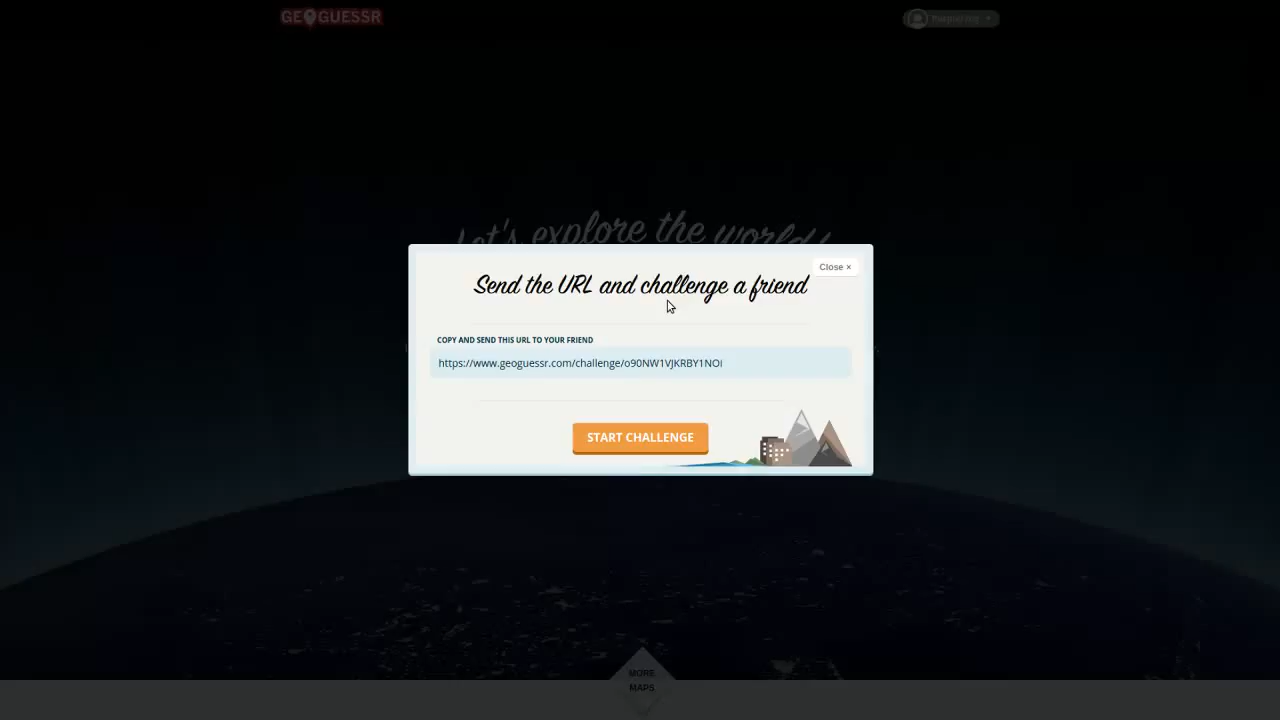 GEOGUESSR
Let's explore the world!
Close ×
Send the URL and challenge a friend
COPY AND SEND THIS URL TO YOUR FRIEND
https://www.geoguessr.com/challenge/o90NW1VJKRBY1NOi
START CHALLENGE
MORE
MAPS